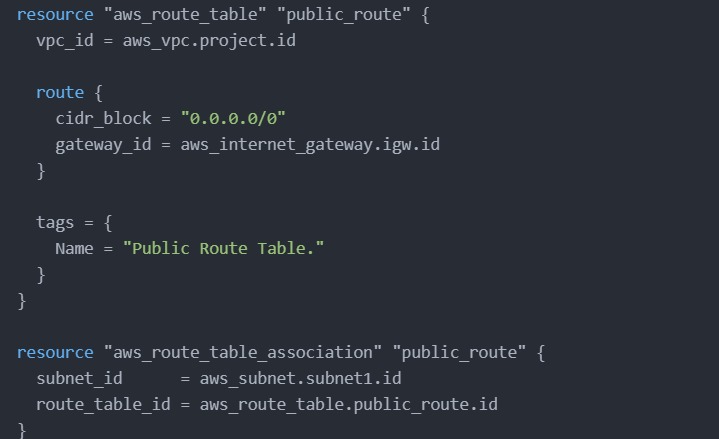 resource "aws_route_table" "public_route" {
  vpc_id = aws_vpc.project.id

  route {
    cidr_block = "0.0.0.0/0"
    gateway_id = aws_internet_gateway.igw.id
  }

  tags = {
    Name = "Public Route Table."
  }
}

resource "aws_route_table_association" "public_route" {
  subnet_id      = aws_subnet.subnet1.id
  route_table_id = aws_route_table.public_route.id
}